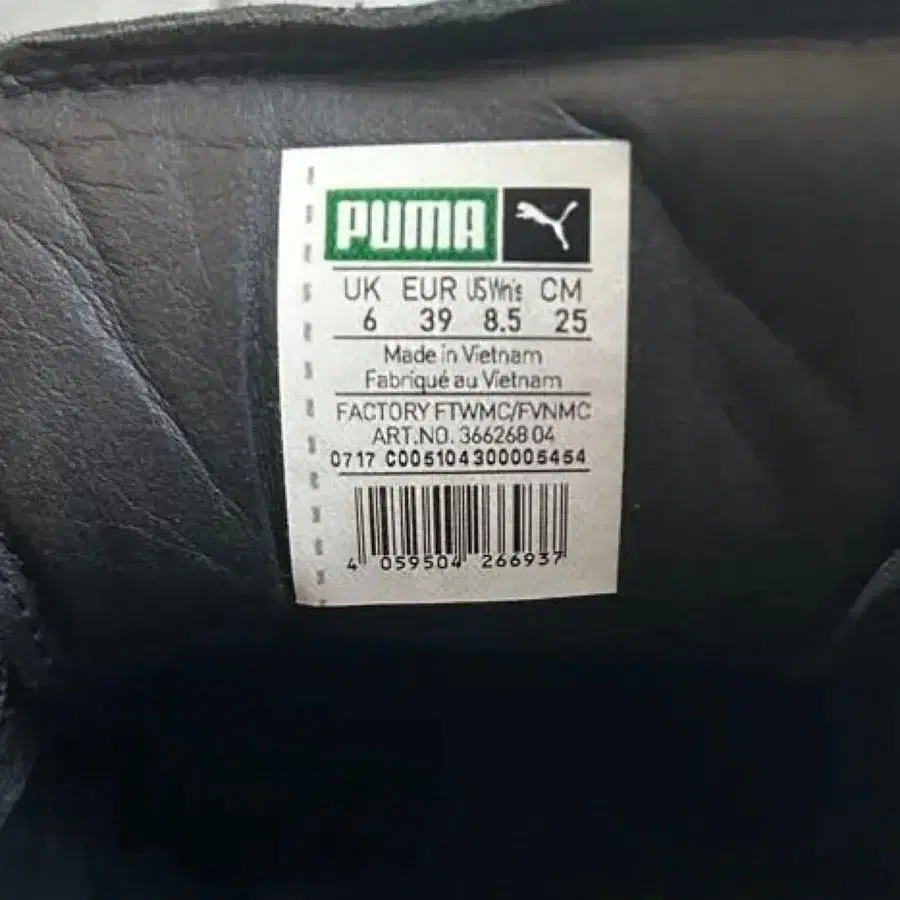 PUMA
UK EUR US Wn's CM
6 39 8.5 25
Made in Vietnam
Fabriqué au Vietnam
FACTORY FTWMC/FVNMC
ART.NO. 366268 04
0717 C005104300005454
4 059504 266937